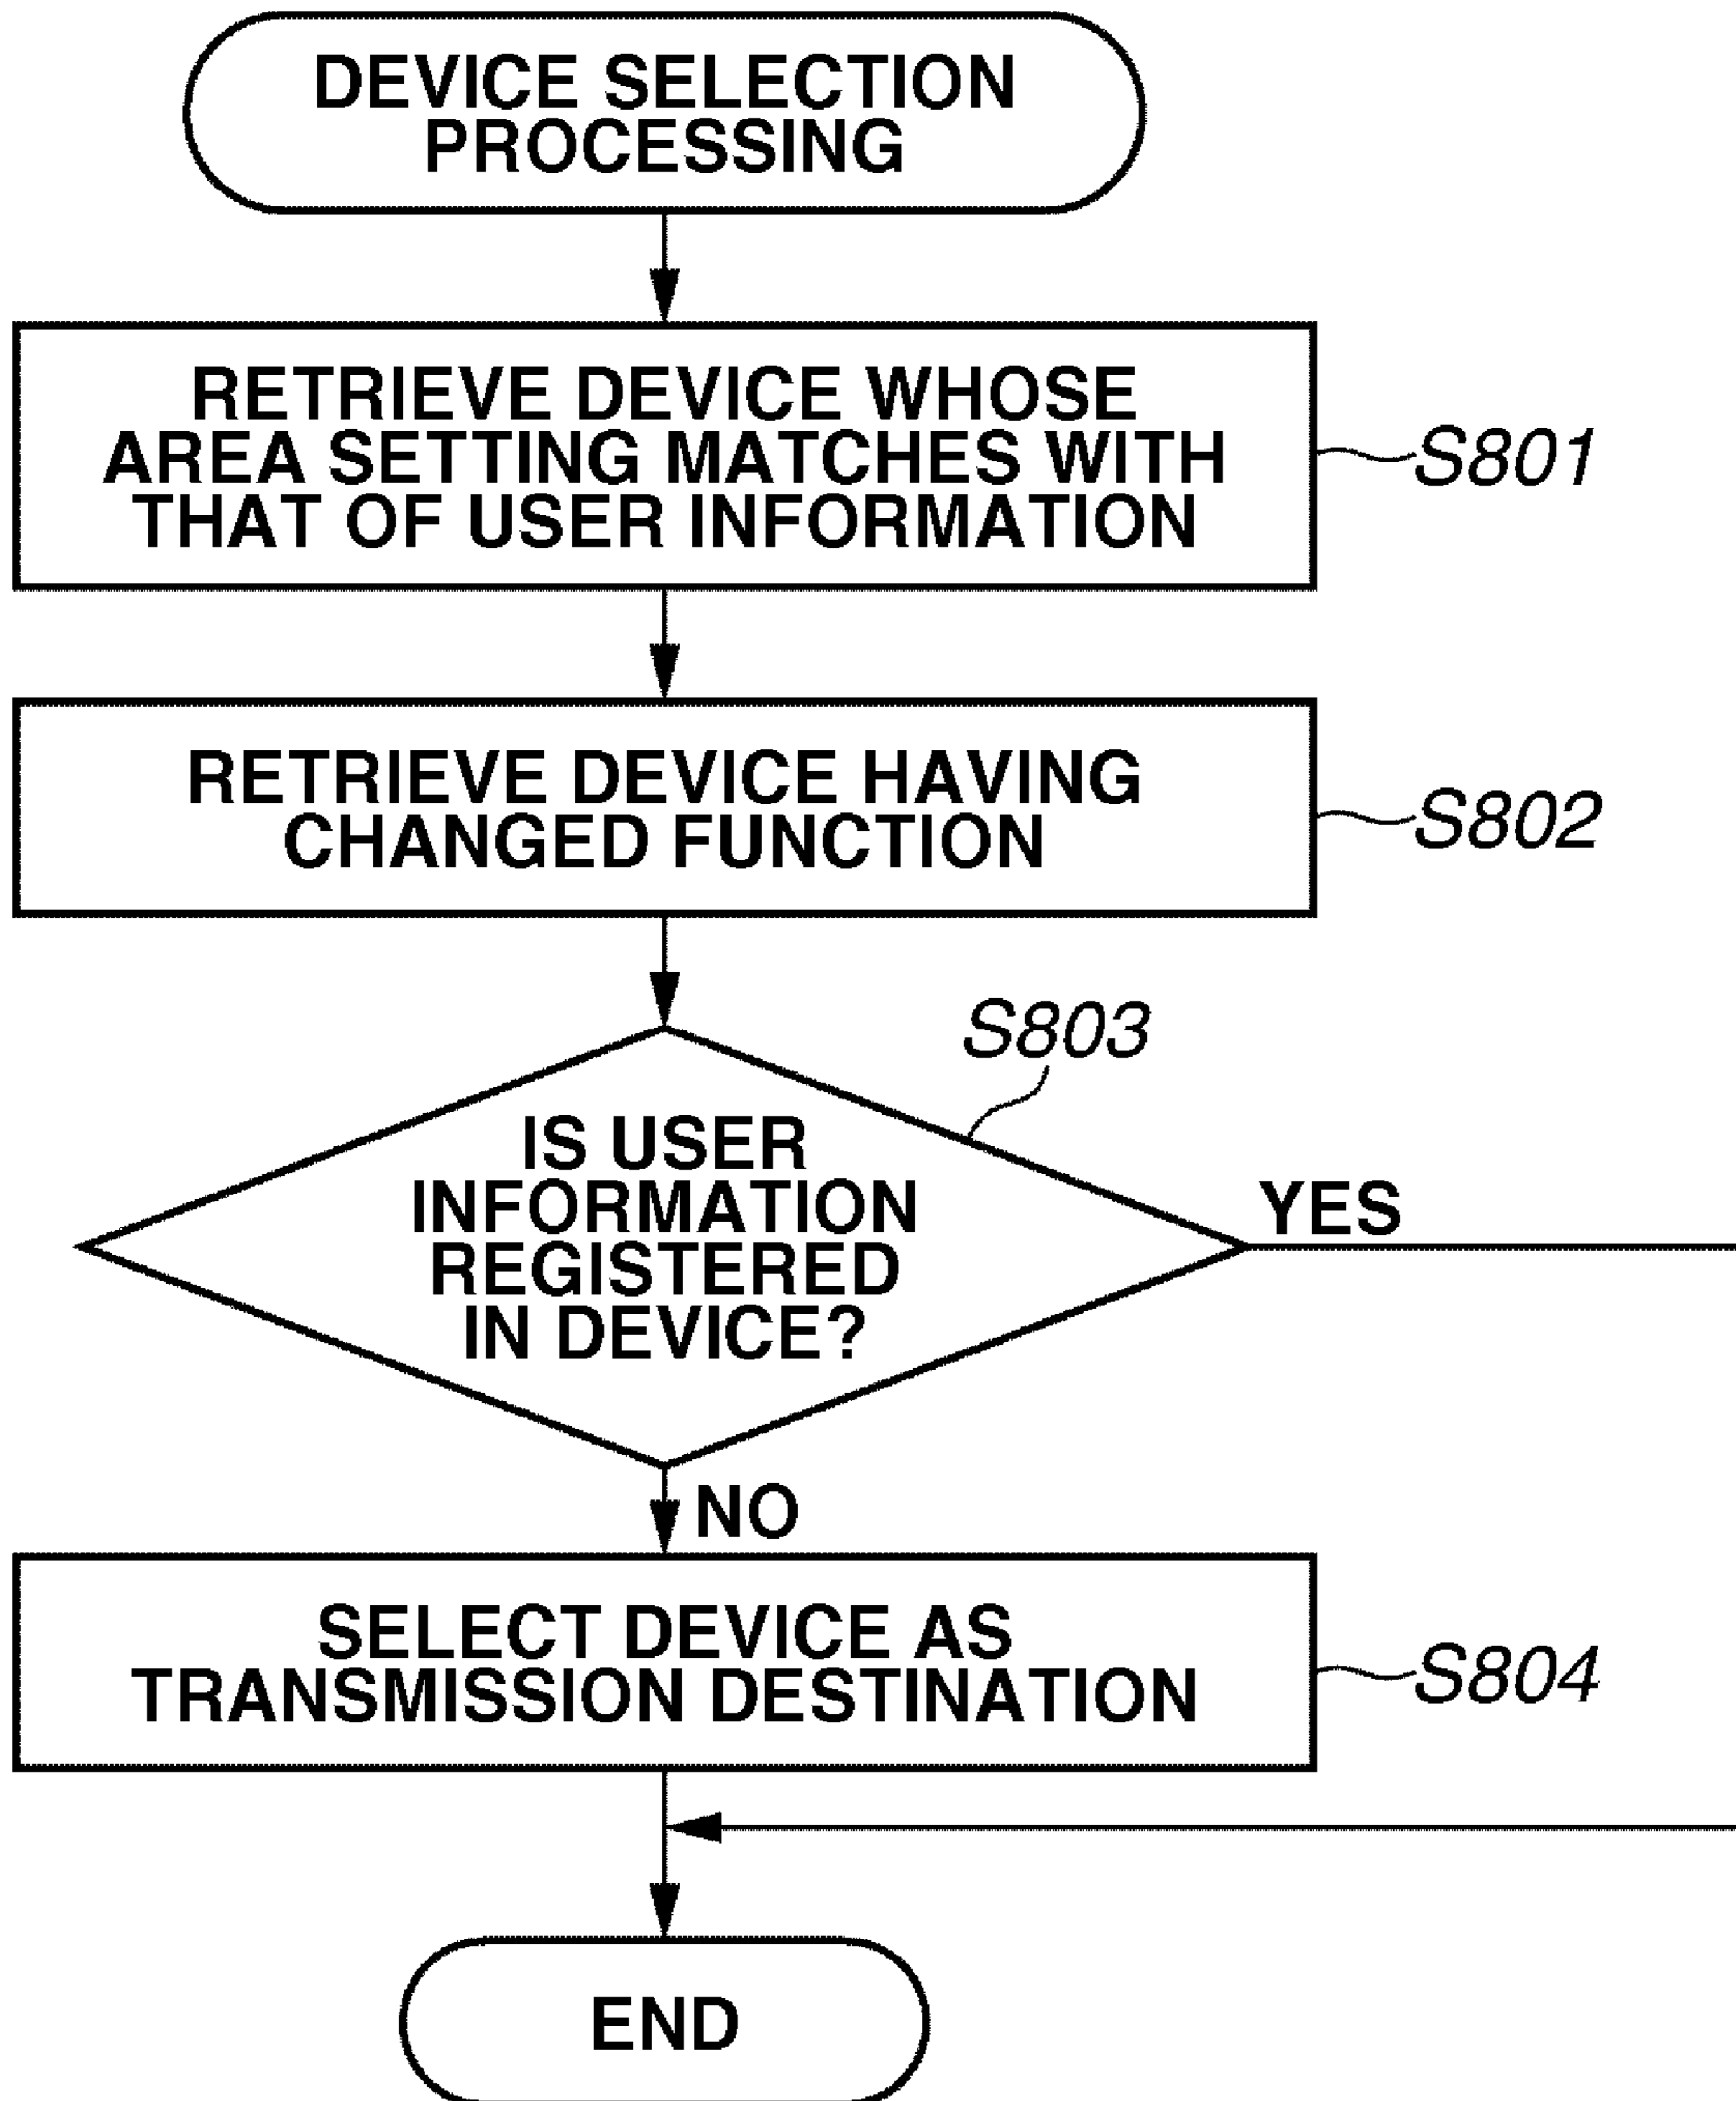 DEVICE SELECTION
PROCESSING
RETRIEVE DEVICE WHOSE
AREA SETTING MATCHES WITH
THAT OF USER INFORMATION
S801
RETRIEVE DEVICE HAVING
CHANGED FUNCTION
S802
S803
IS USER
INFORMATION
REGISTERED
IN DEVICE?
YES
NO
SELECT DEVICE AS
TRANSMISSION DESTINATION
S804
END